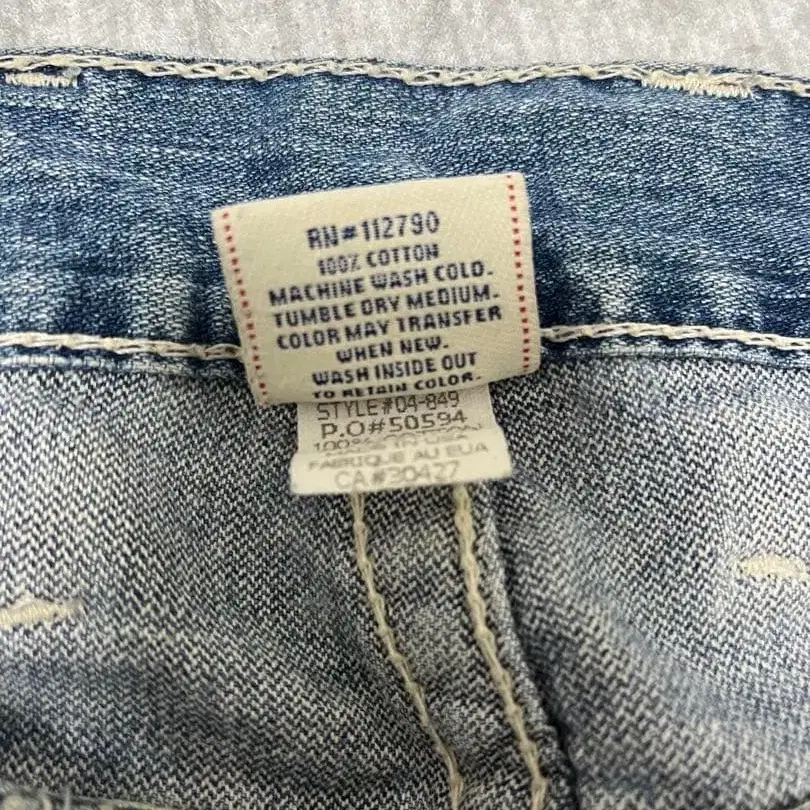 RN#112790
100% COTTON
MACHINE WASH COLD.
TUMBLE DRY MEDIUM.
COLOR MAY TRANSFER
WHEN NEW.
WASH INSIDE OUT
TO RETAIN COLOR.
STYLE#04-849
P.O#50594
100%
FABRIQUE AU EUA
CA#30427